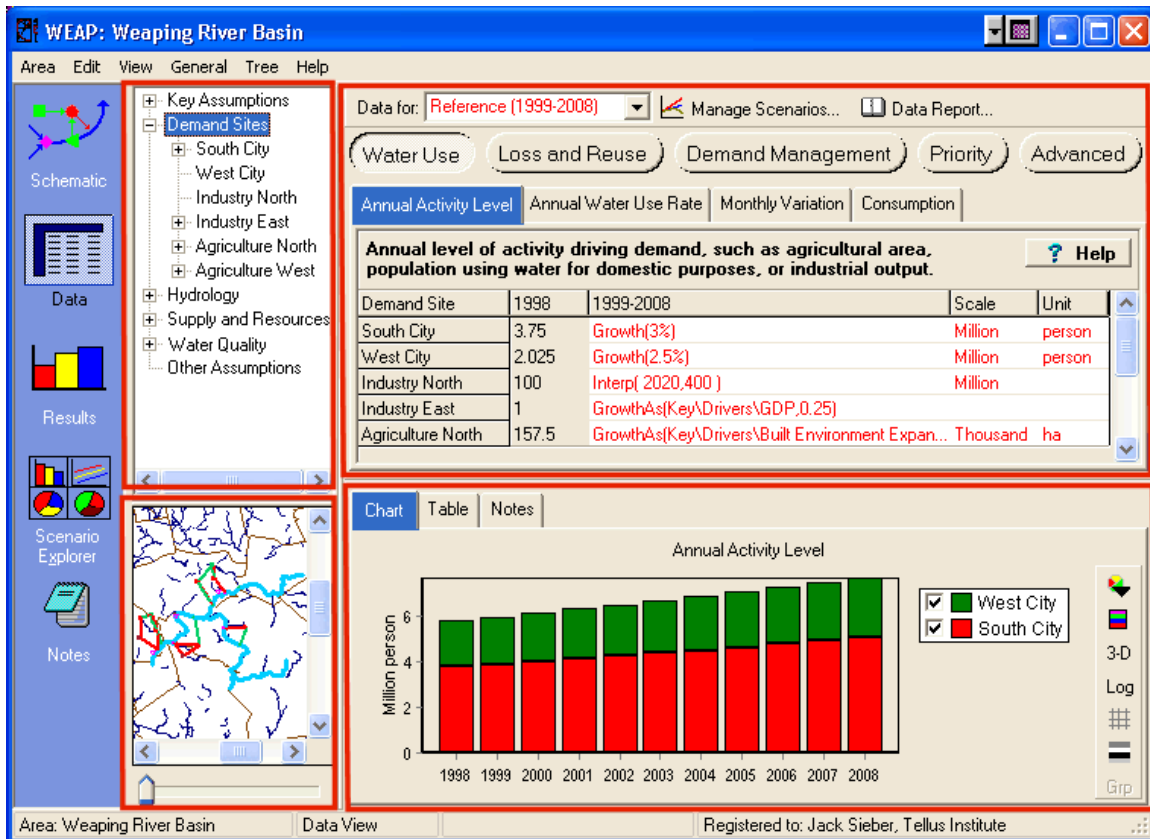 WEAP: Weaping River Basin
Area Edit View General Tree Help
Schematic
Data
Results
Scenario
Explorer
Notes
Key Assumptions
Demand Sites
South City
West City
Industry North
Industry East
Agriculture North
Agriculture West
Hydrology
Supply and Resources
Water Quality
Other Assumptions
Data for: Reference (1999-2008) Manage Scenarios... Data Report...
Water Use Loss and Reuse Demand Management Priority Advanced
Annual Activity Level Annual Water Use Rate Monthly Variation Consumption
Annual level of activity driving demand, such as agricultural area,
population using water for domestic purposes, or industrial output.
? Help
Demand Site 1998 1999-2008 Scale Unit
South City 3.75 Growth(3%) Million person
West City 2.025 Growth(2.5%) Million person
Industry North 100 Interp( 2020,400 ) Million
Industry East 1 GrowthAs(Key\Drivers\GDP,0.25)
Agriculture North 157.5 GrowthAs(Key\Drivers\Built Environment Expan... Thousand ha
Chart Table Notes
Annual Activity Level
Million person
6
4
2
0
1998 1999 2000 2001 2002 2003 2004 2005 2006 2007 2008
West City
South City
3-D
Log
Grp
Area: Weaping River Basin Data View Registered to: Jack Sieber, Tellus Institute